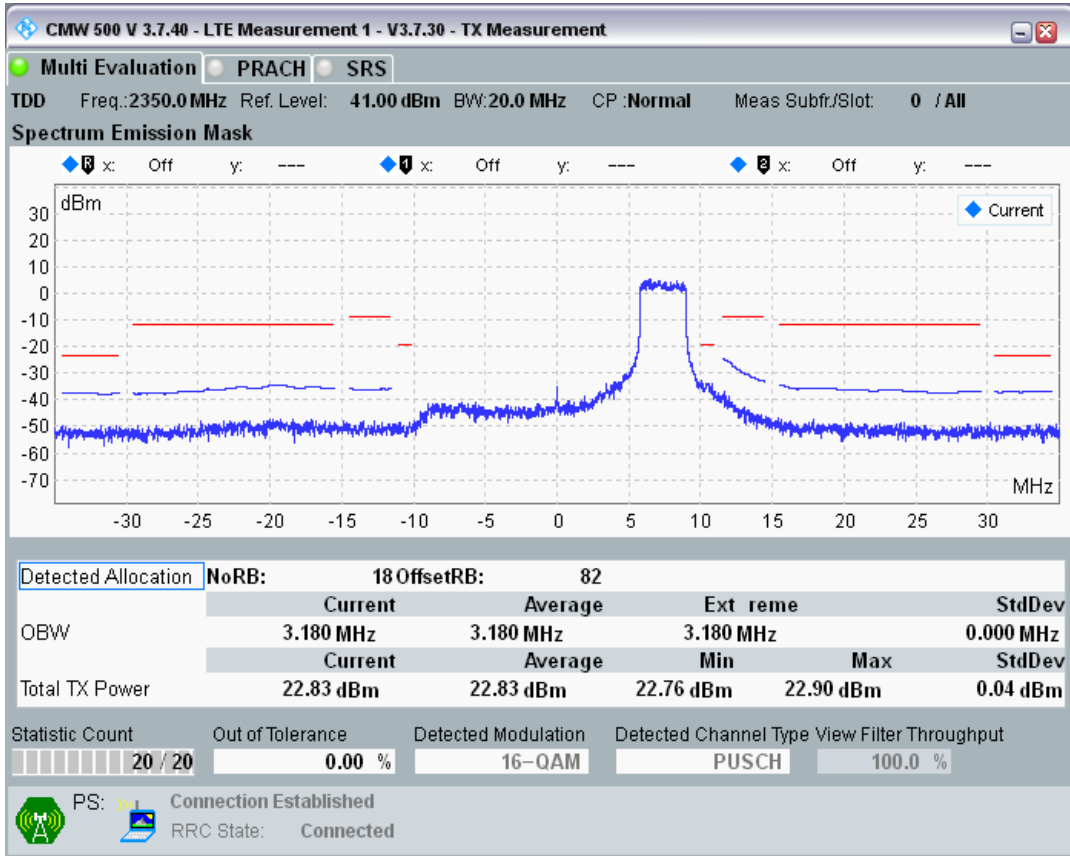 CMW 500 V 3.7.40 - LTE Measurement 1 - V3.7.30 - TX Measurement
Multi Evaluation PRACH SRS
TDD Freq.:2350.0 MHz Ref. Level: 41.00 dBm BW:20.0 MHz CP :Normal Meas Subfr./Slot: 0 / All
Spectrum Emission Mask
R x: Off y: --- 1 x: Off y: --- 2 x: Off y: ---
dBm
Current
30
20
10
0
-10
-20
-30
-40
-50
-60
-70
MHz
-30 -25 -20 -15 -10 -5 0 5 10 15 20 25 30
Detected Allocation NoRB: 18 OffsetRB: 82
Current Average Ext reme StdDev
OBW 3.180 MHz 3.180 MHz 3.180 MHz 0.000 MHz
Current Average Min Max StdDev
Total TX Power 22.83 dBm 22.83 dBm 22.76 dBm 22.90 dBm 0.04 dBm
Statistic Count Out of Tolerance Detected Modulation Detected Channel Type View Filter Throughput
20 / 20 0.00 % 16-QAM PUSCH 100.0 %
PS: Connection Established
RRC State: Connected